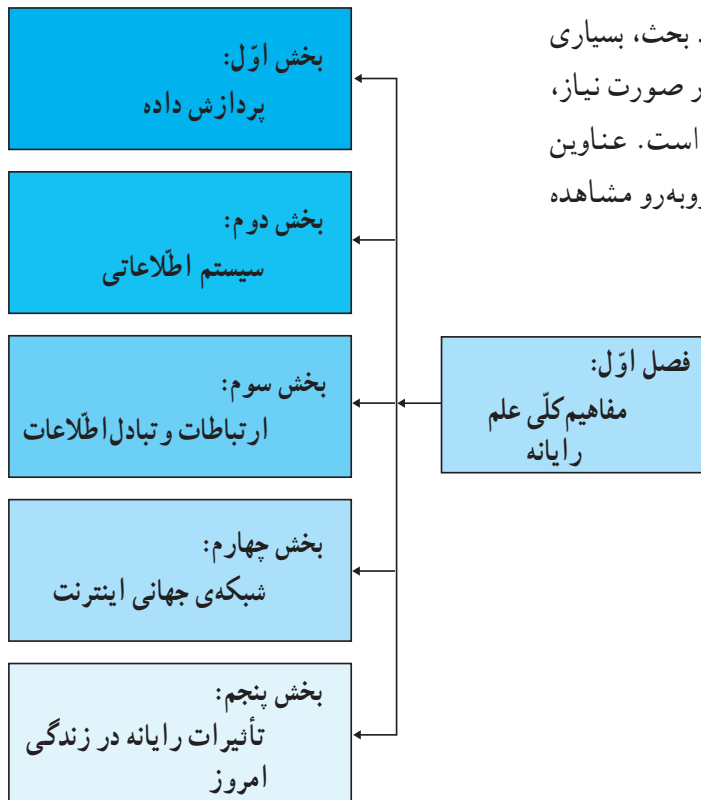 بحث، بسیاری
صورت نیاز،
است. عناوین
مشاهده
فصل اوّل:
مفاهیم کلّی علم
رایانه
بخش اوّل:
پردازش داده
بخش دوم:
سیستم اطّلاعاتی
بخش سوم:
ارتباطات و تبادل اطّلاعات
بخش چهارم:
شبکه‌ی جهانی اینترنت
بخش پنجم:
تأثیرات رایانه در زندگی
امروز